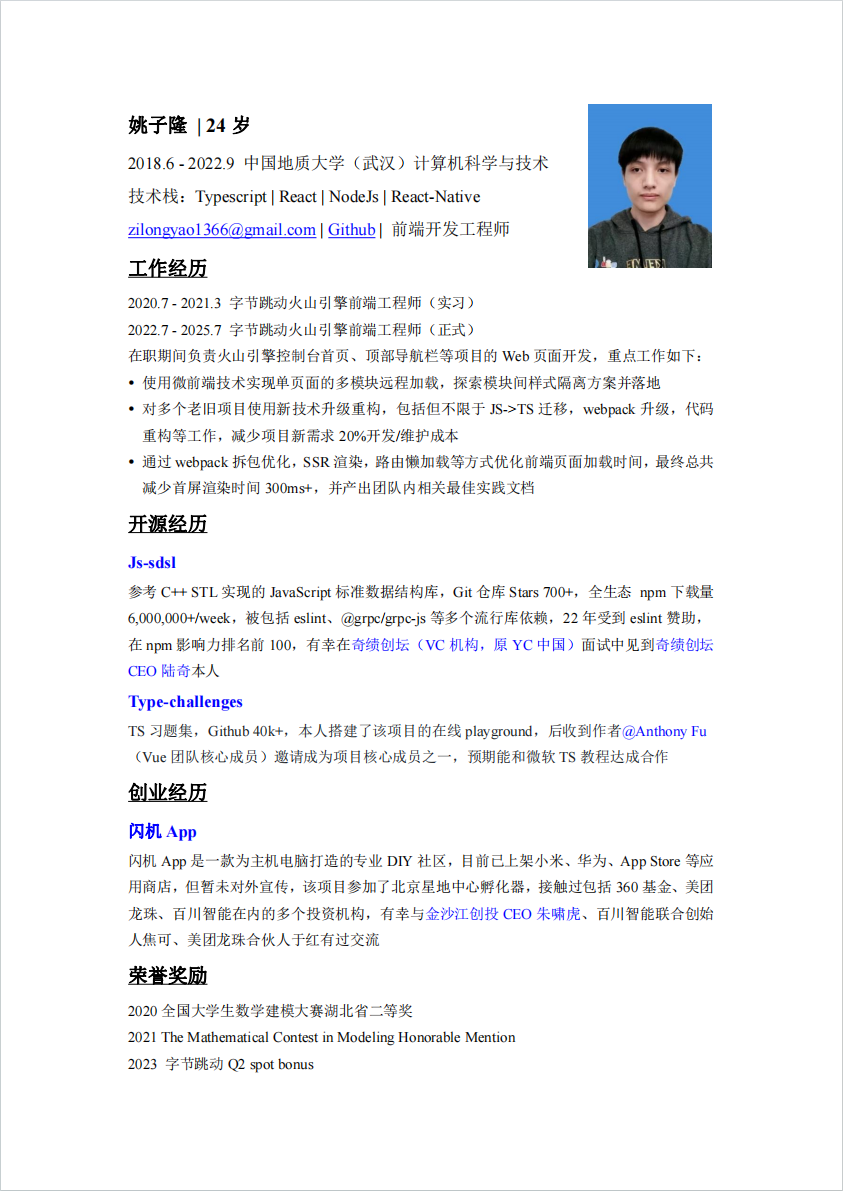 姚子隆 | 24 岁
2018.6 - 2022.9 中国地质大学（武汉）计算机科学与技术
技术栈：Typescript | React | NodeJs | React-Native
zilongyao1366@gmail.com | Github | 前端开发工程师
工作经历
2020.7 - 2021.3 字节跳动火山引擎前端工程师（实习）
2022.7 - 2025.7 字节跳动火山引擎前端工程师（正式）
在职期间负责火山引擎控制台首页、顶部导航栏等项目的 Web 页面开发，重点工作如下：
• 使用微前端技术实现单页面的多模块远程加载，探索模块间样式隔离方案并落地
• 对多个老旧项目使用新技术升级重构，包括但不限于 JS->TS 迁移，webpack 升级，代码
重构等工作，减少项目新需求 20%开发/维护成本
• 通过 webpack 拆包优化，SSR 渲染，路由懒加载等方式优化前端页面加载时间，最终总共
减少首屏渲染时间 300ms+，并产出团队内相关最佳实践文档
开源经历
Js-sdsl
参考 C++ STL 实现的 JavaScript 标准数据结构库，Git 仓库 Stars 700+，全生态 npm 下载量
6,000,000+/week，被包括 eslint、@grpc/grpc-js 等多个流行库依赖，22 年受到 eslint 赞助，
在 npm 影响力排名前 100，有幸在奇绩创坛（VC 机构，原 YC 中国）面试中见到奇绩创坛
CEO 陆奇本人
Type-challenges
TS 习题集，Github 40k+，本人搭建了该项目的在线 playground，后收到作者@Anthony Fu
（Vue 团队核心成员）邀请成为项目核心成员之一，预期能和微软 TS 教程达成合作
创业经历
闪机 App
闪机 App 是一款为主机电脑打造的专业 DIY 社区，目前已上架小米、华为、App Store 等应
用商店，但暂未对外宣传，该项目参加了北京星地中心孵化器，接触过包括 360 基金、美团
龙珠、百川智能在内的多个投资机构，有幸与金沙江创投 CEO 朱啸虎、百川智能联合创始
人焦可、美团龙珠合伙人于红有过交流
荣誉奖励
2020 全国大学生数学建模大赛湖北省二等奖
2021 The Mathematical Contest in Modeling Honorable Mention
2023 字节跳动 Q2 spot bonus